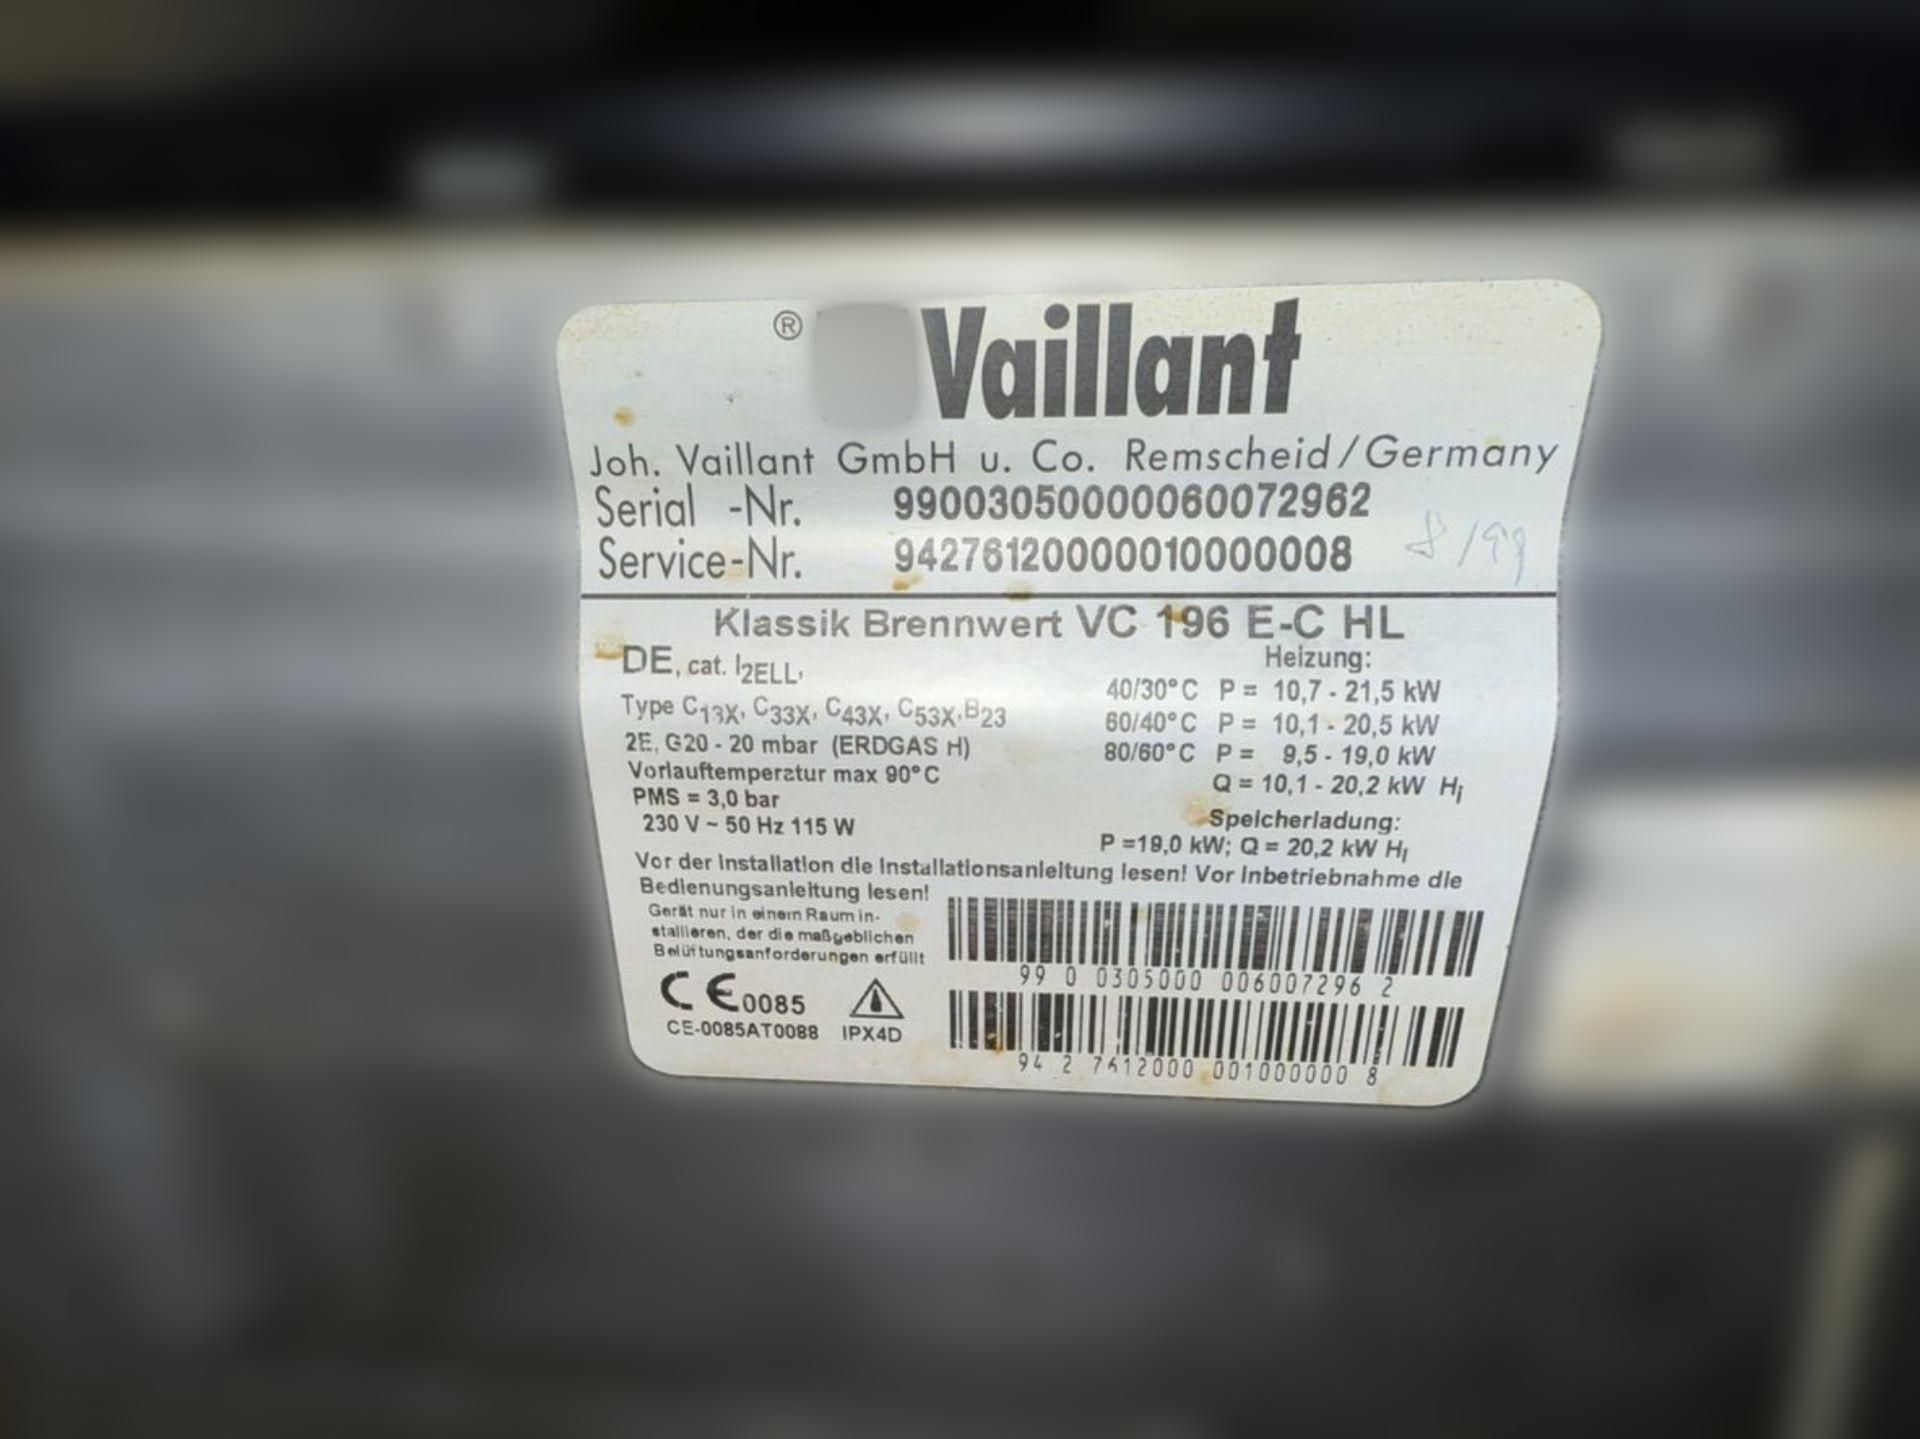 ® Vaillant
Joh. Vaillant GmbH u. Co. Remscheid/Germany
Serial -Nr. 99003050000060072962
Service-Nr. 94276120000010000008
8/99
Klassik Brennwert VC 196 E-C HL
DE, cat. I2ELL,
Type C13X, C33X, C43X, C53X, B23
2E, G20 - 20 mbar (ERDGAS H)
Vorlauftemperatur max 90°C
PMS = 3,0 bar
230 V ~ 50 Hz 115 W
Heizung:
40/30°C P = 10,7 - 21,5 kW
60/40°C P = 10,1 - 20,5 kW
80/60°C P = 9,5 - 19,0 kW
Q = 10,1 - 20,2 kW Hi
Speicherladung:
P =19,0 kW; Q = 20,2 kW Hi
Vor der Installation die Installationsanleitung lesen! Vor Inbetriebnahme die
Bedienungsanleitung lesen!
Gerät nur in einem Raum in-
stallieren, der die maßgeblichen
Belüftungsanforderungen erfüllt
CE 0085
CE-0085AT0088 IPX4D
99 0 0305000 006007296 2
94 2 7612000 001000000 8